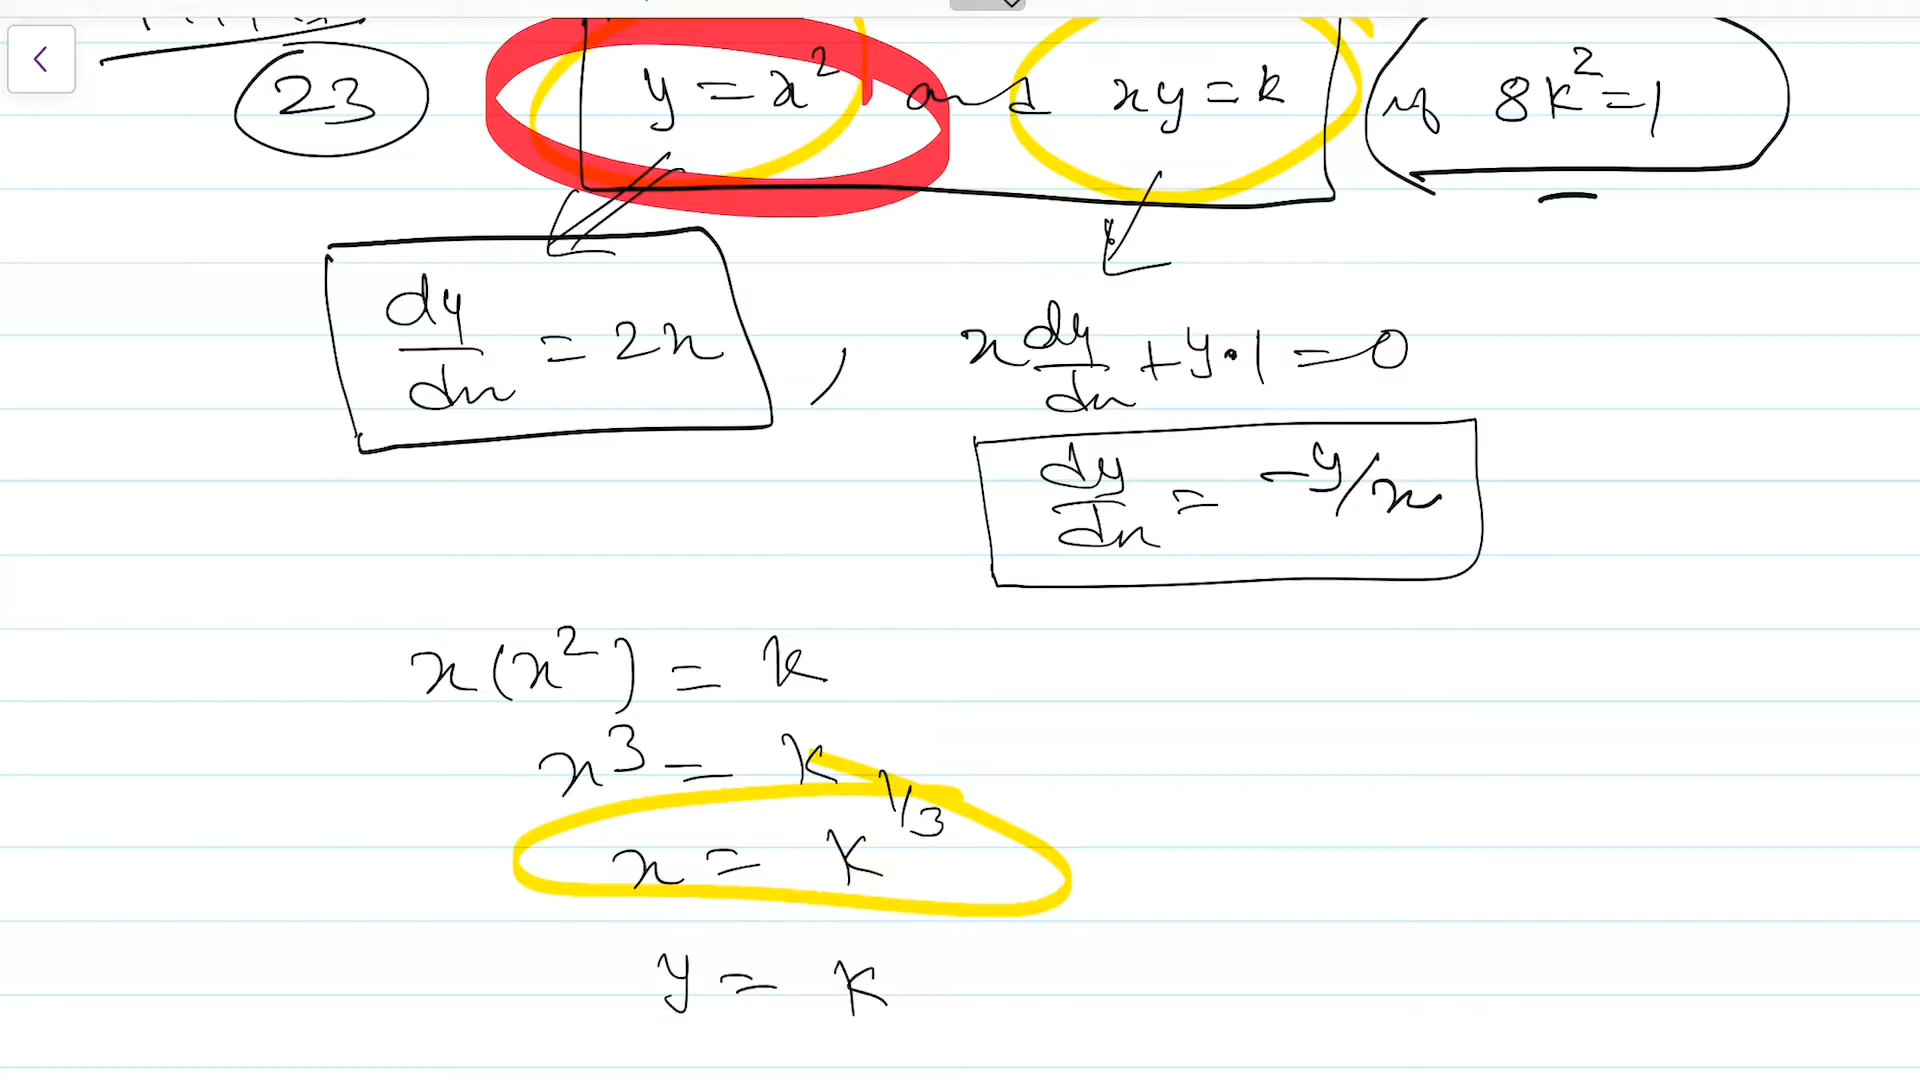 23 y = x² and xy = k if 8k² = 1
dy/dx = 2x , x dy/dx + y·1 = 0
dy/dx = -y/x
x(x²) = k
x³ = k
x = k^1/3
y = k